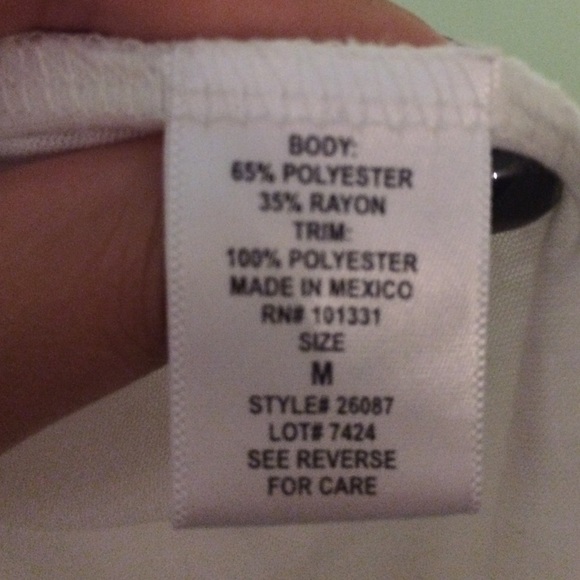 BODY:
65% POLYESTER
35% RAYON
TRIM:
100% POLYESTER
MADE IN MEXICO
RN# 101331
SIZE
M
STYLE# 26087
LOT# 7424
SEE REVERSE
FOR CARE